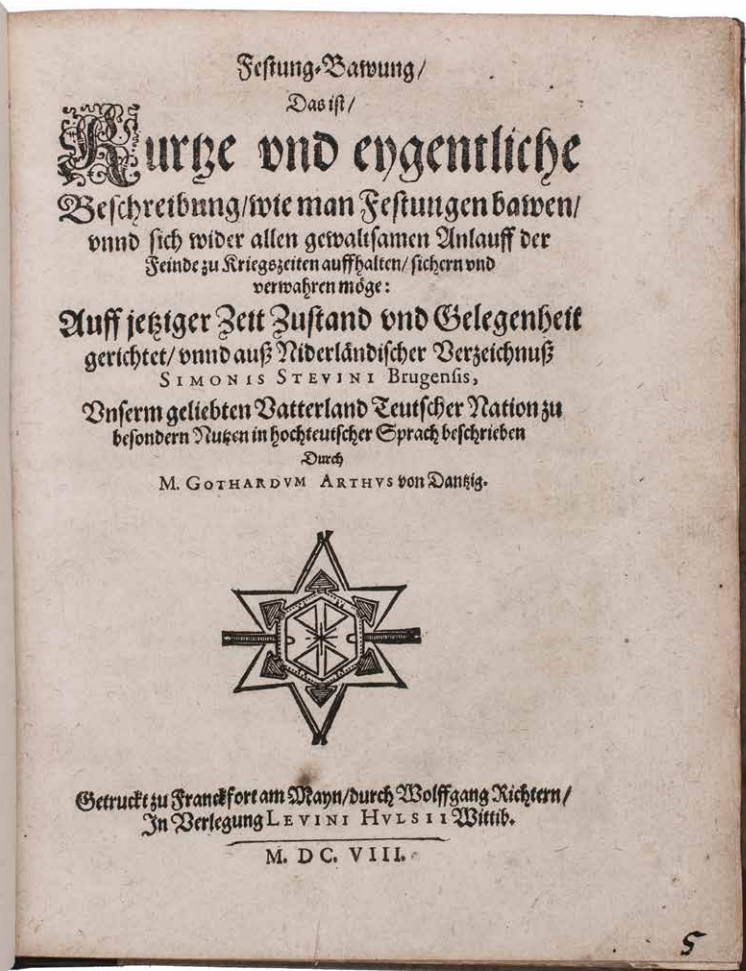 Festung-Bawung/
Das ist/
Kurtze vnd eygentliche
Beschreibung/wie man Festungen bawen/
vnnd sich wider allen gewaltsamen Anlauff der
Feinde zu Kriegszeiten auffhalten/ sichern vnd
verwahren möge:
Auff jetziger Zeit Zustand vnd Gelegenheit
gerichtet/ vnnd auß Niderländischer Verzeichnuß
SIMONIS STEVINI Brugensis,
Vnserm geliebten Vatterland Teutscher Nation zu
besondern Nutzen in hochteutscher Sprach beschrieben
Durch
M. GOTHARDVM ARTHVS von Dantzig.
Getruckt zu Franckfort am Mayn/durch Wolffgang Richtern/
In Verlegung LEVINI HVLSII Wittib.
M. DC. VIII.
5